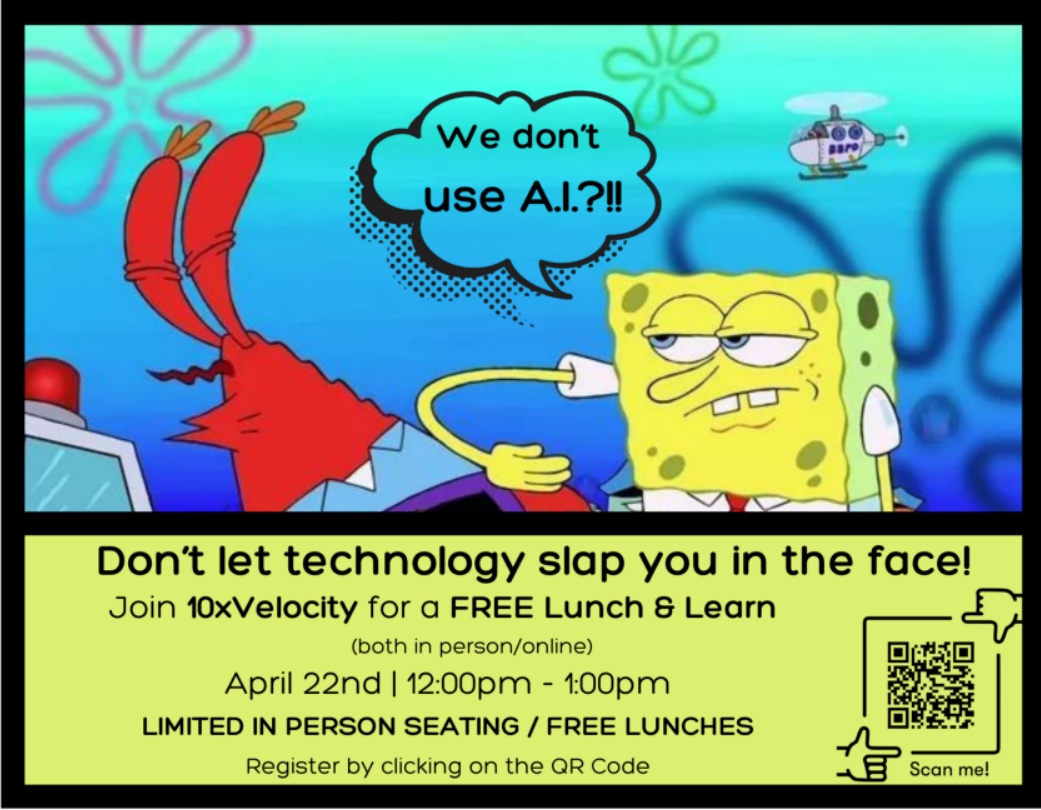 We don't
use A.I.?!!
BBPD
Don't let technology slap you in the face!
Join 10xVelocity for a FREE Lunch & Learn
(both in person/online)
April 22nd | 12:00pm - 1:00pm
LIMITED IN PERSON SEATING / FREE LUNCHES
Register by clicking on the QR Code
Scan me!